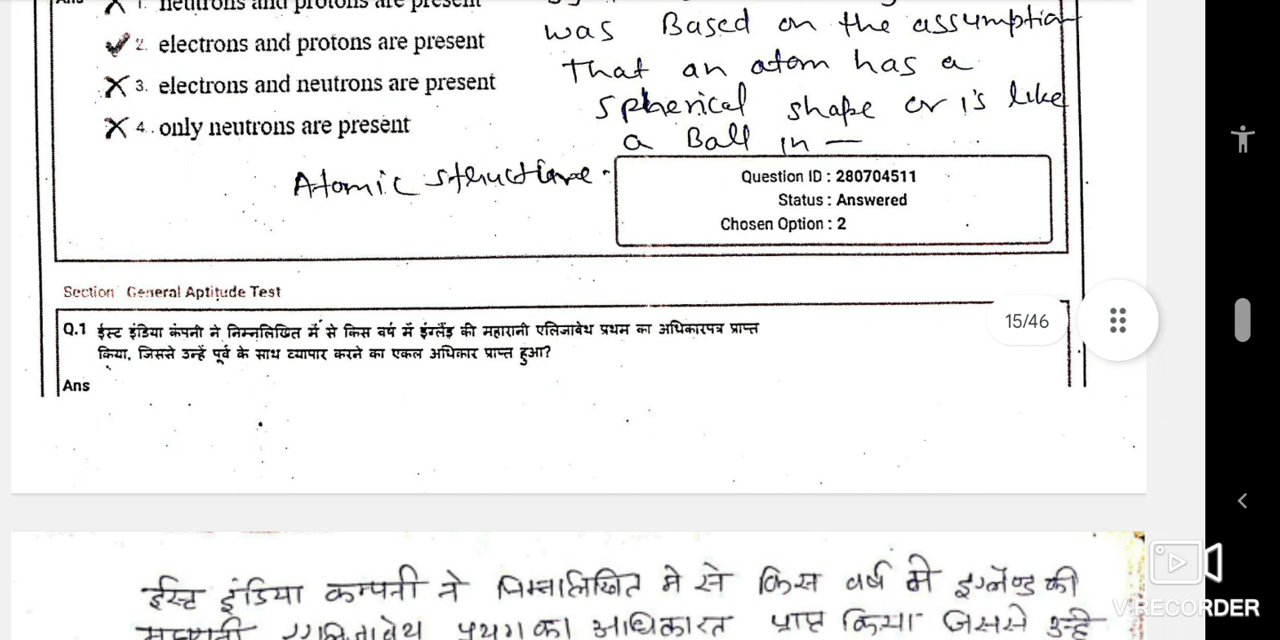 Ans 1. neutrons and protons are present
2. electrons and protons are present
3. electrons and neutrons are present
4. only neutrons are present
was Based on the assumption
That an atom has a
spherical shape or is like
a Ball in —
Atomic structure.
Question ID : 280704511
Status : Answered
Chosen Option : 2
Section General Aptitude Test
Q.1 ईस्ट इंडिया कंपनी ने निम्नलिखित में से किस वर्ष में इंग्लैंड की महारानी एलिजाबेथ प्रथम का अधिकारपत्र प्राप्त
किया, जिससे उन्हें पूर्व के साथ व्यापार करने का एकल अधिकार प्राप्त हुआ?
Ans
15/46
ईस्ट इंडिया कम्पनी ने निम्नालिखित मे से किस वर्ष मे इग्लैण्ड की
प्रथम का आधिकारत प्राप्त किया जिससे उन्हे
V RECORDER